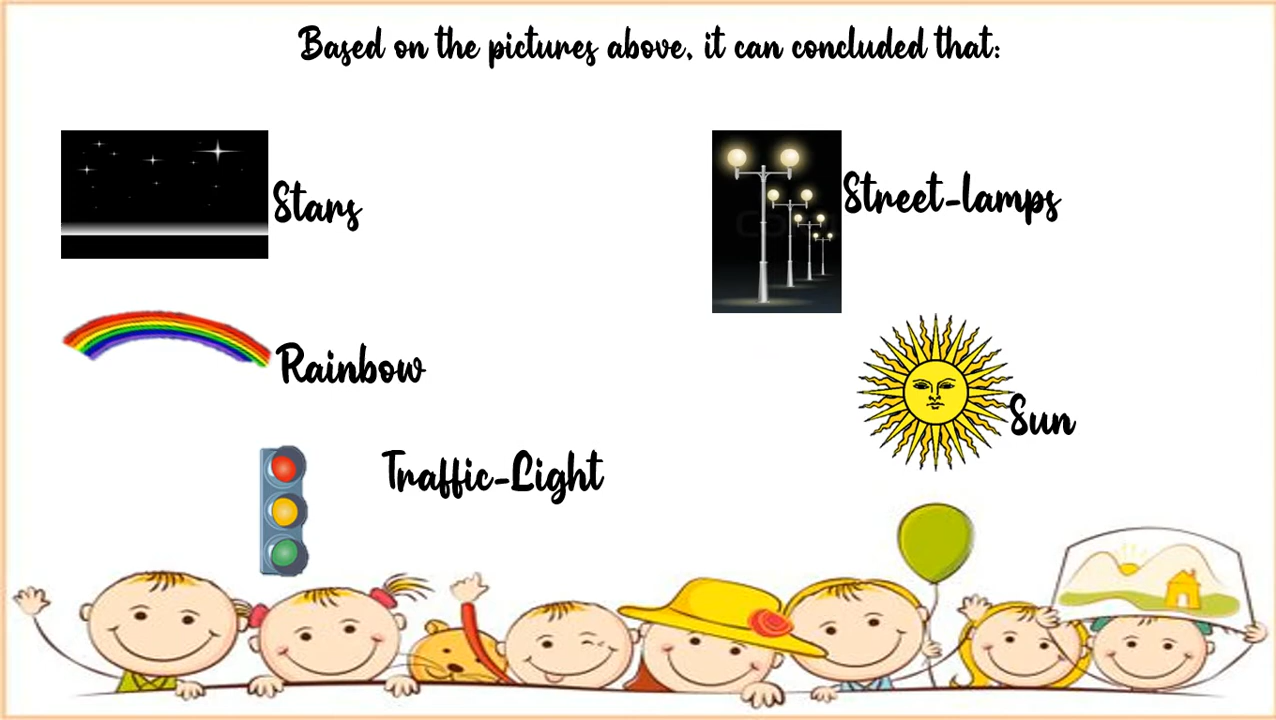 Based on the pictures above, it can concluded that:
Stars
Street-lamps
Rainbow
Sun
Traffic-Light